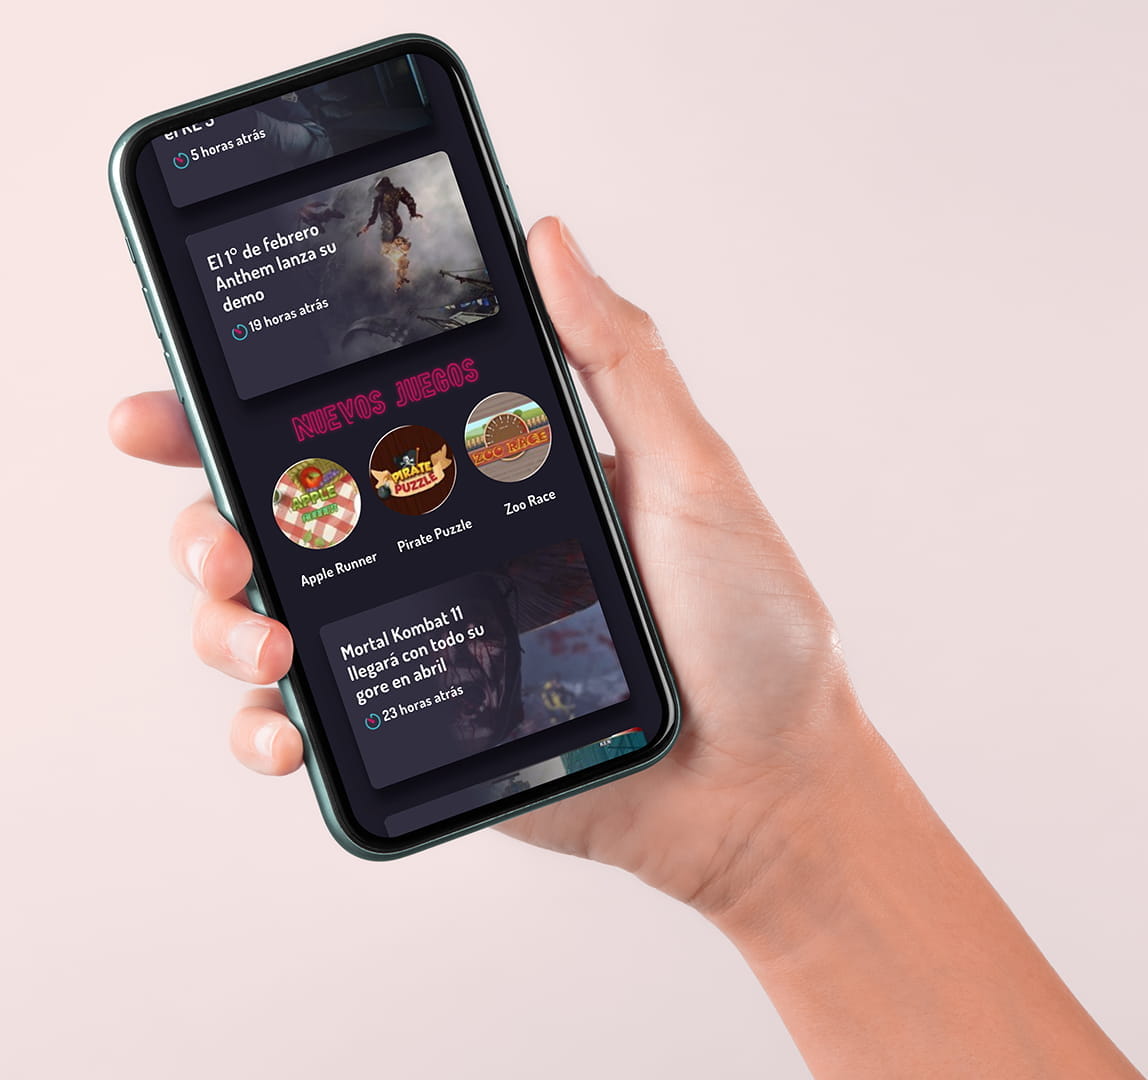 el RE 3
5 horas atrás
El 1° de febrero
Anthem lanza su
demo
19 horas atrás
NUEVOS JUEGOS
APPLE
PIRATE
PUZZLE
ZOO RACE
Apple Runner
Pirate Puzzle
Zoo Race
Mortal Kombat 11
llegará con todo su
gore en abril
23 horas atrás